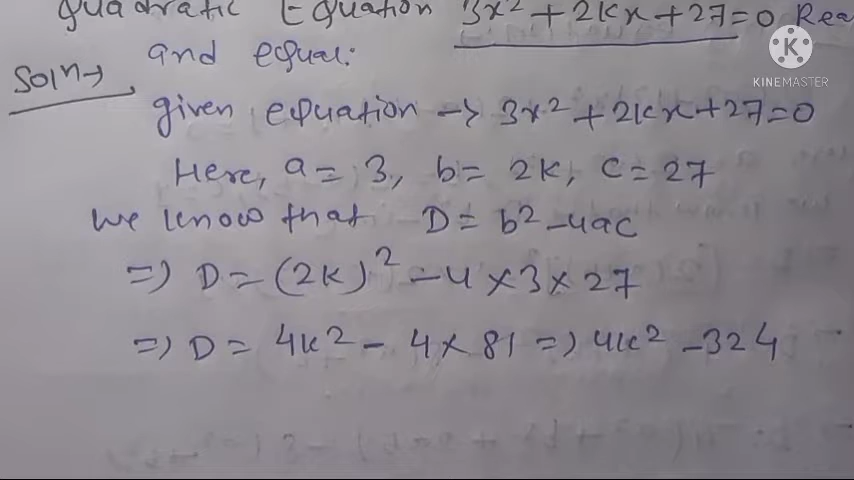 Quadratic Equation 3x² + 2kx + 27 = 0 Rea
and equal:
Soln→
given equation → 3x² + 2kx + 27 = 0
Here, a = 3, b = 2k, c = 27
We know that D = b² - 4ac
=) D = (2k)² - 4 × 3 × 27
=) D = 4k² - 4 × 81 =) 4k² - 324
K
KINEMASTER